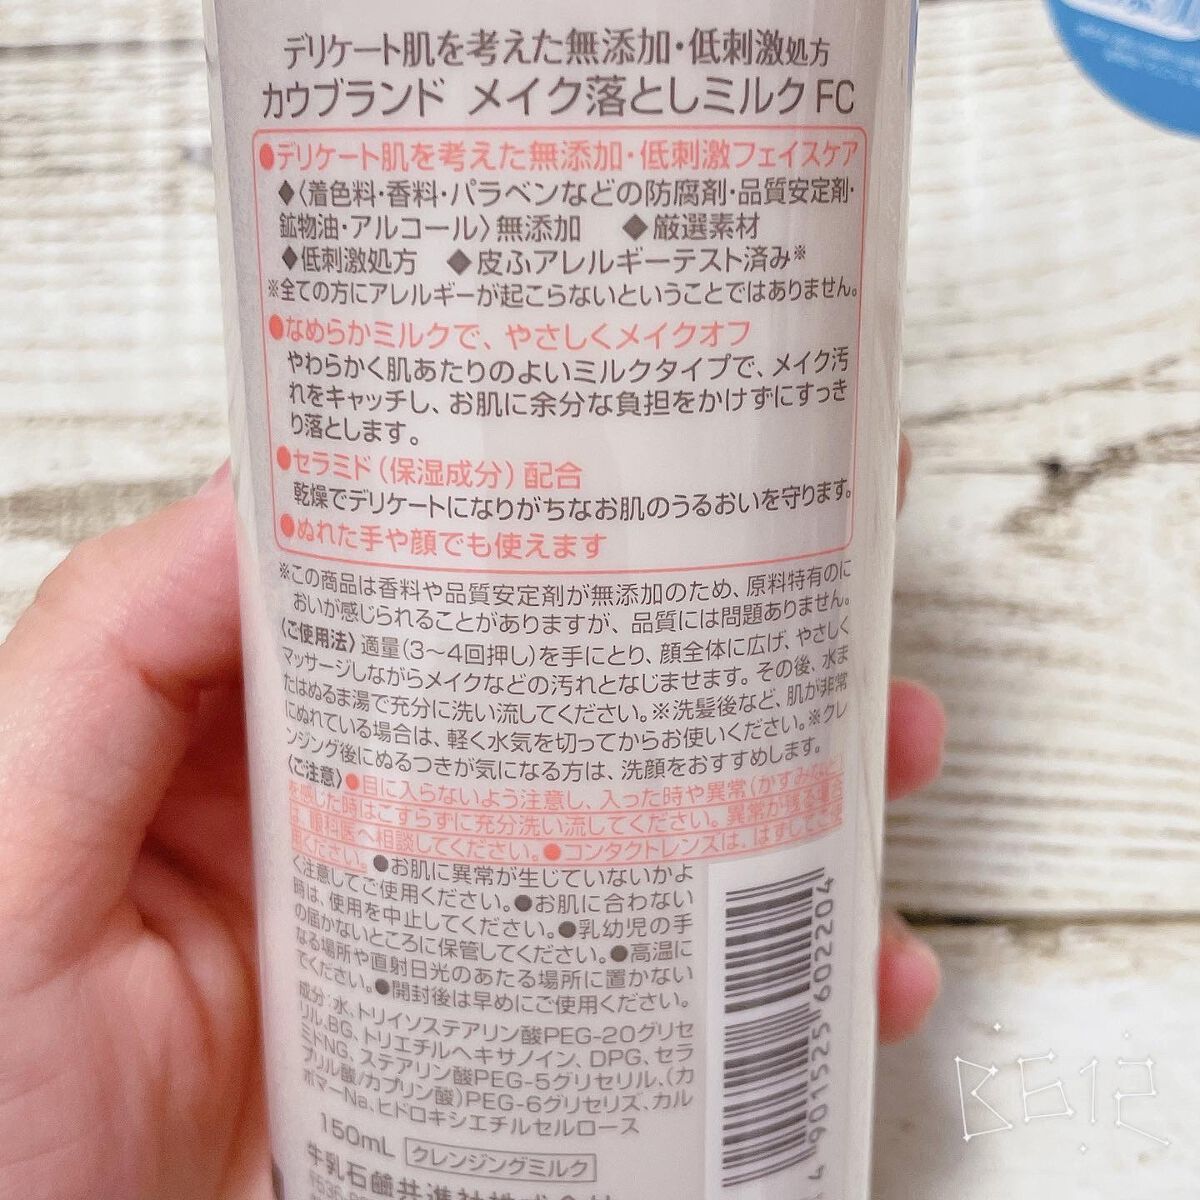 デリケート肌を考えた無添加・低刺激処方
カウブランド メイク落としミルク FC
●デリケート肌を考えた無添加・低刺激フェイスケア
◆〈着色料・香料・パラベンなどの防腐剤・品質安定剤・
鉱物油・アルコール〉無添加 ◆厳選素材
◆低刺激処方 ◆皮ふアレルギーテスト済み※
※全ての方にアレルギーが起こらないということではありません。
●なめらかミルクで、やさしくメイクオフ
やわらかく肌あたりのよいミルクタイプで、メイク汚
れをキャッチし、お肌に余分な負担をかけずにすっき
り落とします。
●セラミド（保湿成分）配合
乾燥でデリケートになりがちなお肌のうるおいを守ります。
●ぬれた手や顔でも使えます
※この商品は香料や品質安定剤が無添加のため、原料特有のに
おいが感じられることがありますが、品質には問題ありません。
〈ご使用法〉適量(3〜4回押し)を手にとり、顔全体に広げ、やさしく
マッサージしながらメイクなどの汚れとなじませます。その後、水ま
たはぬるま湯で充分に洗い流してください。※洗髪後など、肌が非常
にぬれている場合は、軽く水気を切ってからお使いください。※クレ
ンジング後にぬるつきが気になる方は、洗顔をおすすめします。
〈ご注意〉●目に入らないよう注意し、入った時や異常(かすみなど)
を感じた時はこすらずに充分洗い流してください。異常が残る場合
は、眼科医へ相談してください。●コンタクトレンズは、はずしてご使
用ください。●お肌に異常が生じていないかよ
く注意してご使用ください。●お肌に合わない
時は、使用を中止してください。●乳幼児の手
の届かないところに保管してください。●高温に
なる場所や直射日光のあたる場所に置かない
でください。●開封後は早めにご使用ください。
成分:水、トリイソステアリン酸PEG-20グリセ
リル、BG、トリエチルヘキサノイン、DPG、セラ
ミドNG、ステアリン酸PEG-5グリセリル、(カ
プリル酸/カプリン酸)PEG-6グリセリズ、カル
ボマーNa、ヒドロキシエチルセルロース
150mL クレンジングミルク
牛乳石鹸共進社株式会社
4 901525 602204
B612